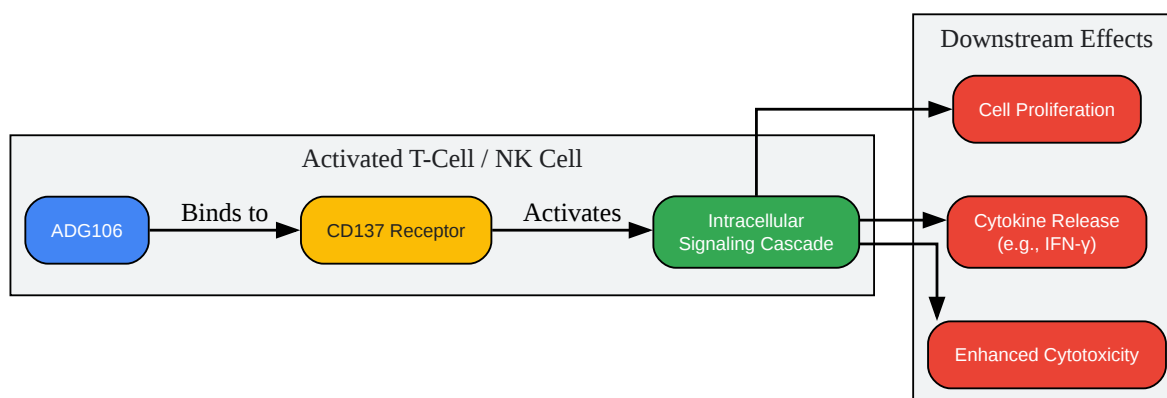 Downstream Effects
Cell Proliferation
Activated T-Cell / NK Cell
ADG106
Binds to
CD137 Receptor
Activates
Intracellular
Signaling Cascade
Cytokine Release
(e.g., IFN-γ)
Enhanced Cytotoxicity